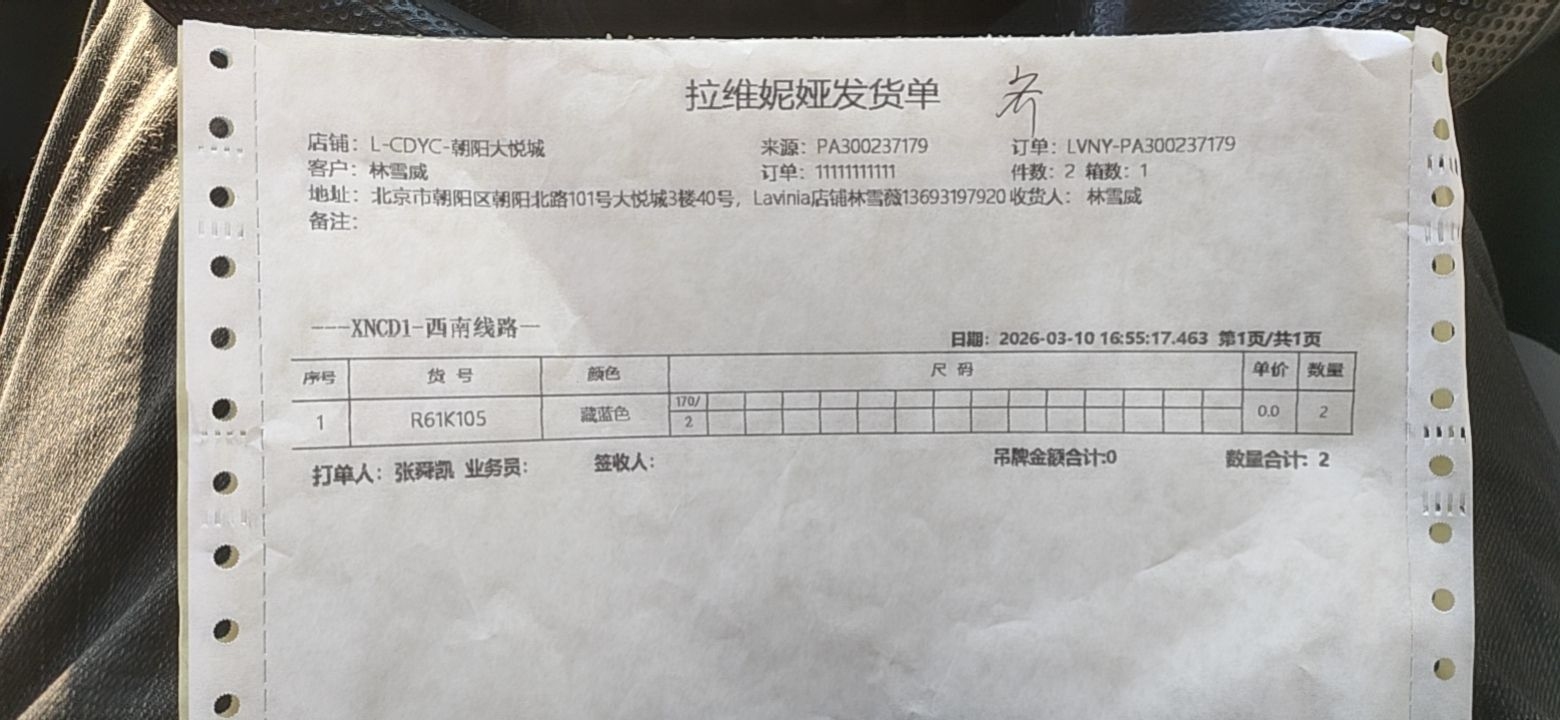 拉维妮娅发货单
店铺：L-CDYC-朝阳大悦城 来源：PA300237179 订单：LVNY-PA300237179
客户：林雪威 订单：11111111111 件数：2 箱数：1
地址：北京市朝阳区朝阳北路101号大悦城3楼40号，Lavinia店铺林雪薇13693197920 收货人：林雪威
备注：
---XNCD1-西南线路—
日期：2026-03-10 16:55:17.463 第1页/共1页
序号 货号 颜色 尺码 单价 数量
1 R61K105 藏蓝色 170/ 0.0 2
2
打单人：张舜凯 业务员： 签收人： 吊牌金额合计:0 数量合计：2